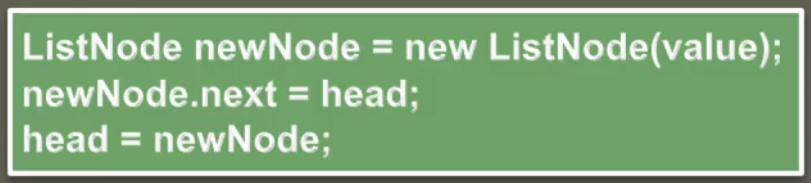 ListNode newNode = new ListNode(value);
newNode.next = head;
head = newNode;